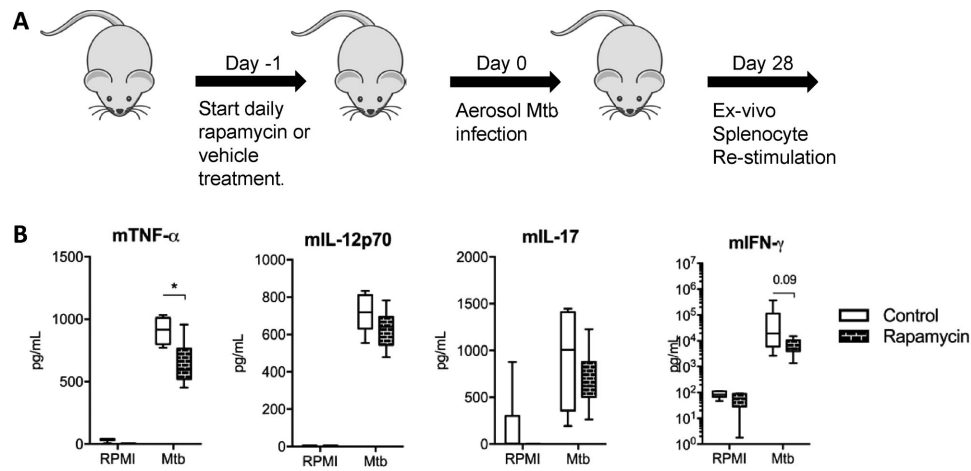 A
Day -1
Start daily
rapamycin or
vehicle
treatment.
Day 0
Aerosol Mtb
infection
Day 28
Ex-vivo
Splenocyte
Re-stimulation
B
mTNF-α
pg/mL
1500
1000
500
0
*
RPMI Mtb
mIL-12p70
pg/mL
1000
800
600
400
200
0
RPMI Mtb
mIL-17
pg/mL
2000
1500
1000
500
0
RPMI Mtb
mIFN-γ
pg/mL
10⁷
10⁶
10⁵
10⁴
10³
10²
10¹
10⁰
0.09
RPMI Mtb
Control
Rapamycin